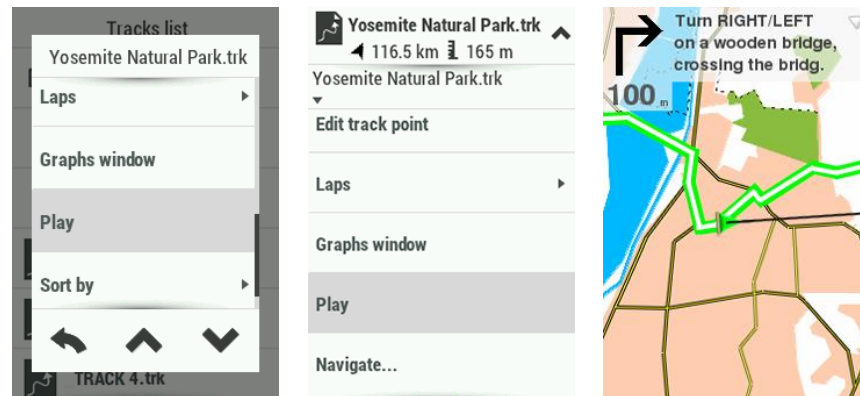 Tracks list
Yosemite Natural Park.trk
Laps
Graphs window
Play
Sort by
TRACK 4.trk
Yosemite Natural Park.trk
116.5 km 165 m
Yosemite Natural Park.trk
Edit track point
Laps
Graphs window
Play
Navigate...
Turn RIGHT/LEFT
on a wooden bridge,
crossing the bridg.
100 m